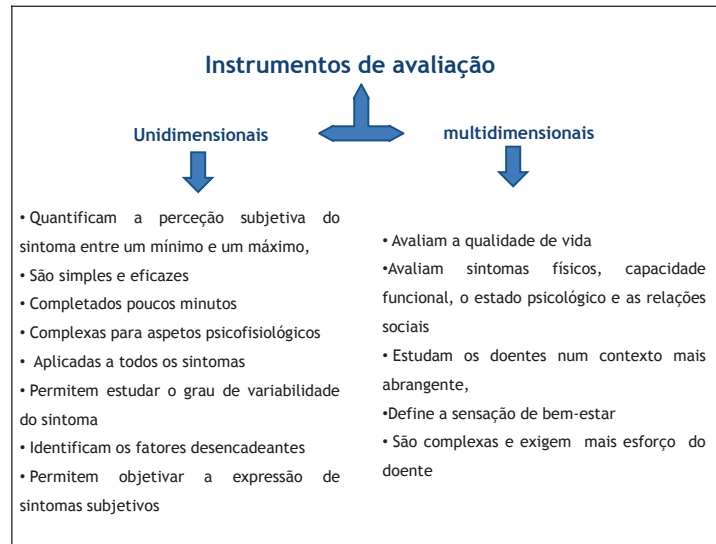 Instrumentos de avaliação
Unidimensionais
• Quantificam a perceção subjetiva do
sintoma entre um mínimo e um máximo,
• São simples e eficazes
• Completados poucos minutos
• Complexas para aspetos psicofisiológicos
• Aplicadas a todos os sintomas
• Permitem estudar o grau de variabilidade
do sintoma
• Identificam os fatores desencadeantes
• Permitem objetivar a expressão de
sintomas subjetivos
multidimensionais
• Avaliam a qualidade de vida
•Avaliam sintomas físicos, capacidade
funcional, o estado psicológico e as relações
sociais
• Estudam os doentes num contexto mais
abrangente,
•Define a sensação de bem-estar
• São complexas e exigem mais esforço do
doente